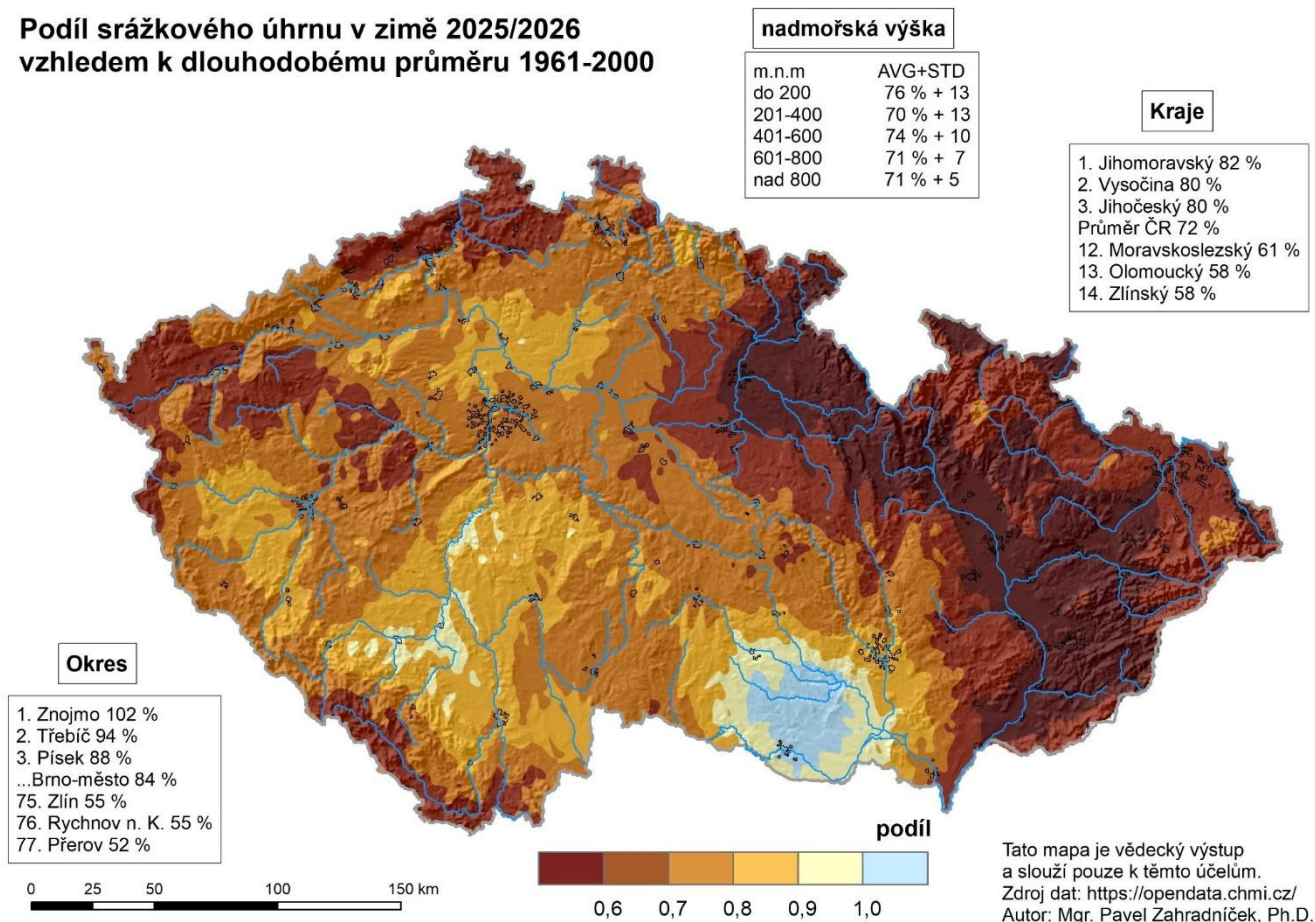 Podíl srážkového úhrnu v zimě 2025/2026
vzhledem k dlouhodobému průměru 1961-2000
nadmořská výška
m.n.m AVG+STD
do 200 76 % + 13
201-400 70 % + 13
401-600 74 % + 10
601-800 71 % + 7
nad 800 71 % + 5
Kraje
1. Jihomoravský 82 %
2. Vysočina 80 %
3. Jihočeský 80 %
Průměr ČR 72 %
12. Moravskoslezský 61 %
13. Olomoucký 58 %
14. Zlínský 58 %
Okres
1. Znojmo 102 %
2. Třebíč 94 %
3. Písek 88 %
...Brno-město 84 %
75. Zlín 55 %
76. Rychnov n. K. 55 %
77. Přerov 52 %
0 25 50 100 150 km
podíl
0,6 0,7 0,8 0,9 1,0
Tato mapa je vědecký výstup
a slouží pouze k těmto účelům.
Zdroj dat: https://opendata.chmi.cz/
Autor: Mgr. Pavel Zahradníček, Ph.D.